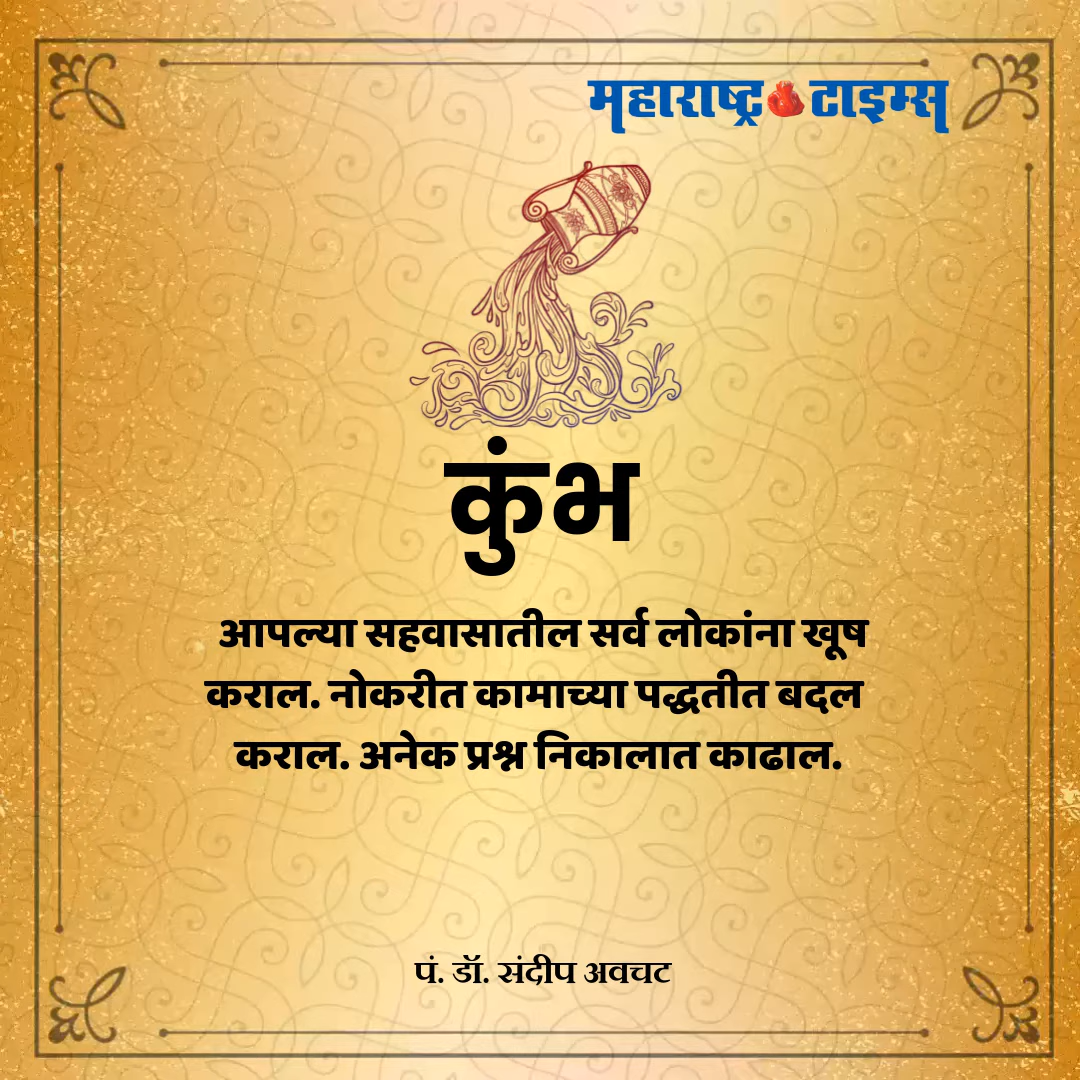 महाराष्ट्र टाइम्स
कुंभ
आपल्या सहवासातील सर्व लोकांना खूष
कराल. नोकरीत कामाच्या पद्धतीत बदल
कराल. अनेक प्रश्न निकालात काढाल.
पं. डॉ. संदीप अवचट